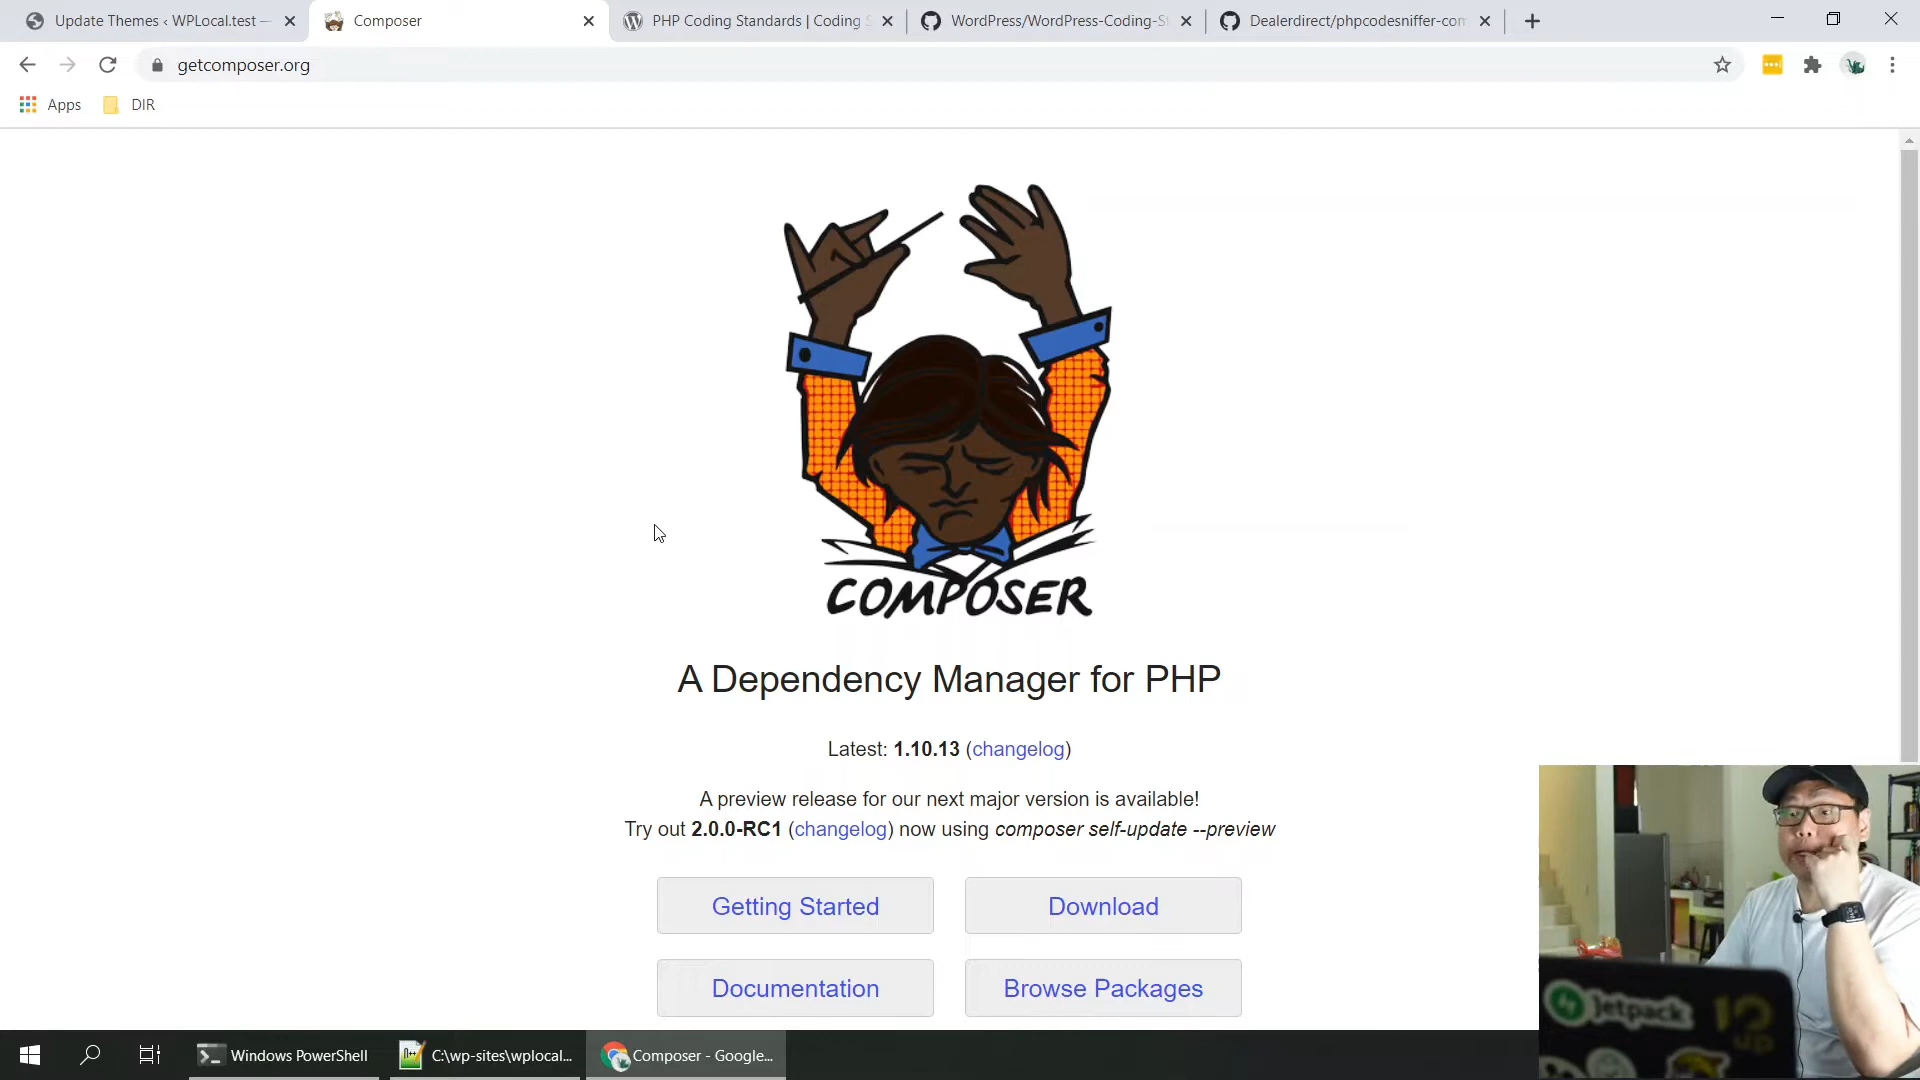 Update Themes ‹ WPLocal.test —
Composer
PHP Coding Standards | Coding S
WordPress/WordPress-Coding-St
Dealerdirect/phpcodesniffer-com
getcomposer.org
Apps
DIR
COMPOSER
A Dependency Manager for PHP
Latest: 1.10.13 (changelog)
A preview release for our next major version is available!
Try out 2.0.0-RC1 (changelog) now using composer self-update --preview
Getting Started
Download
Documentation
Browse Packages
Jetpack
up
Windows PowerShell
C:\wp-sites\wplocal...
Composer - Google...